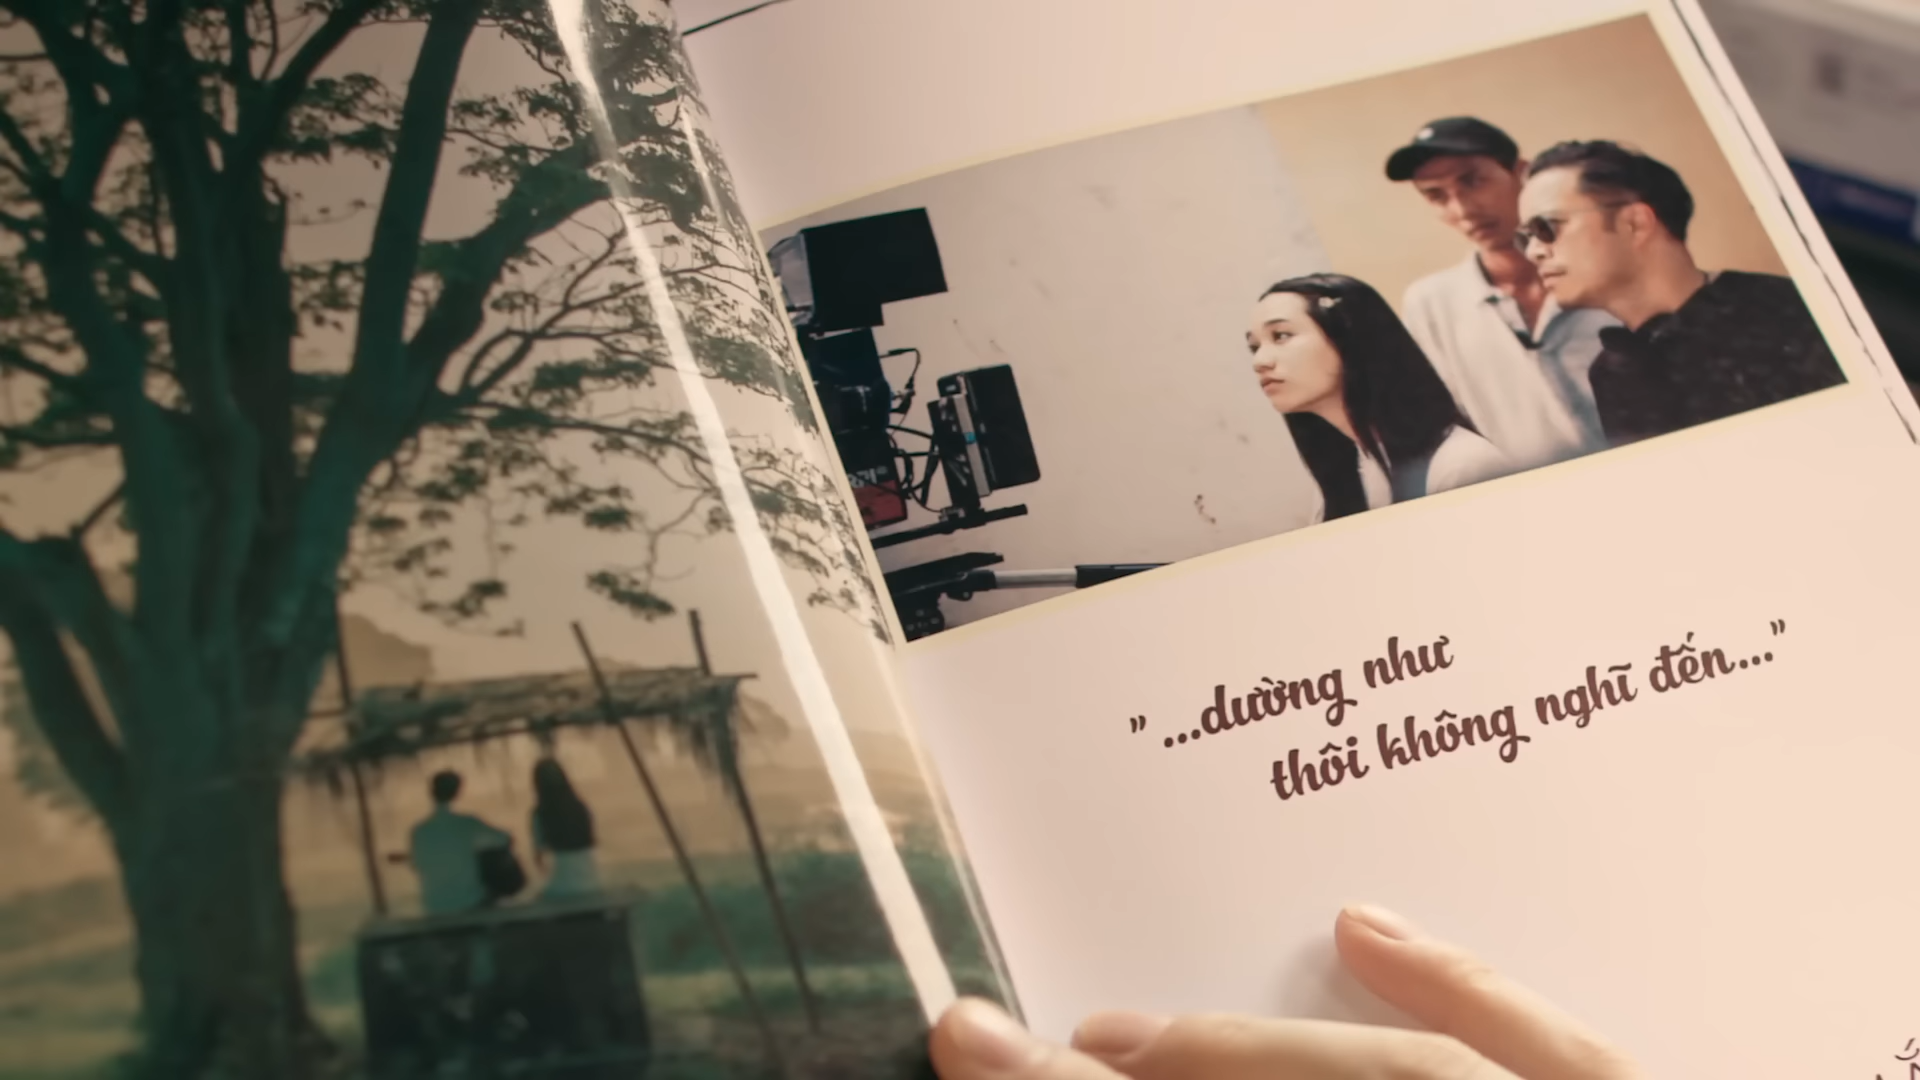 " ...dường như
thôi không nghĩ đến..."